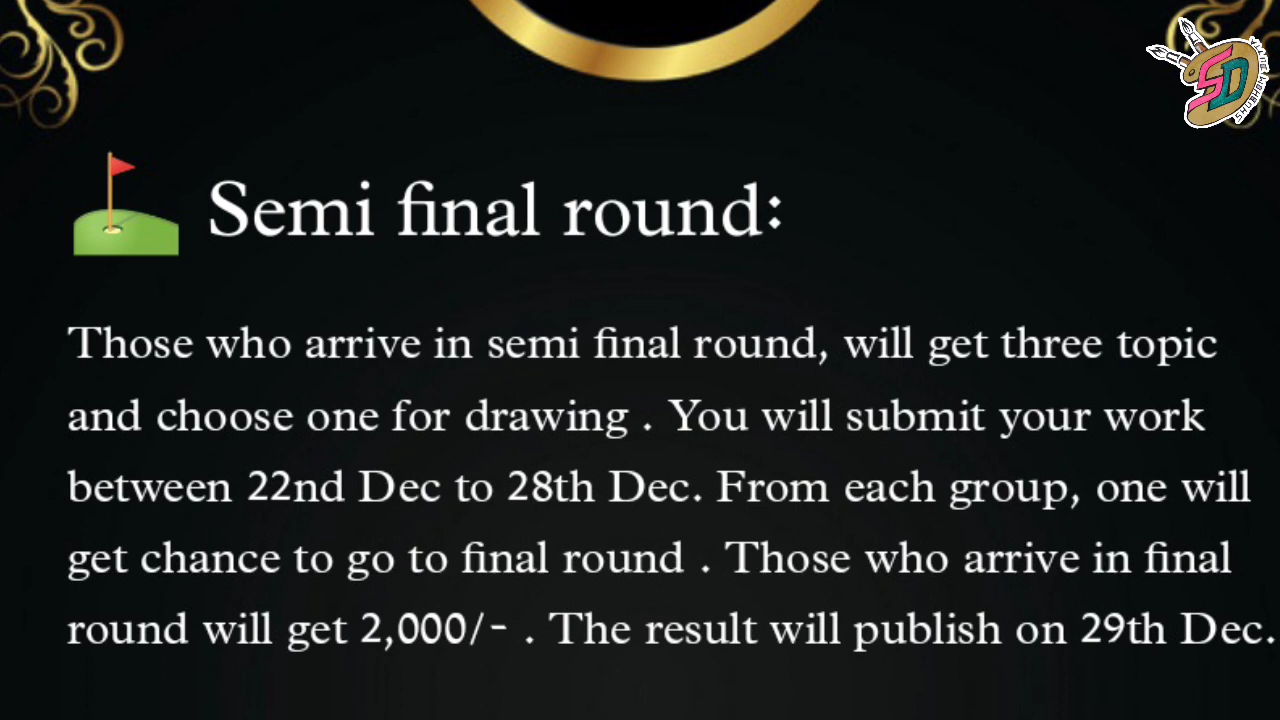 SD
Semi final round:
Those who arrive in semi final round, will get three topic
and choose one for drawing . You will submit your work
between 22nd Dec to 28th Dec. From each group, one will
get chance to go to final round . Those who arrive in final
round will get 2,000/- . The result will publish on 29th Dec.